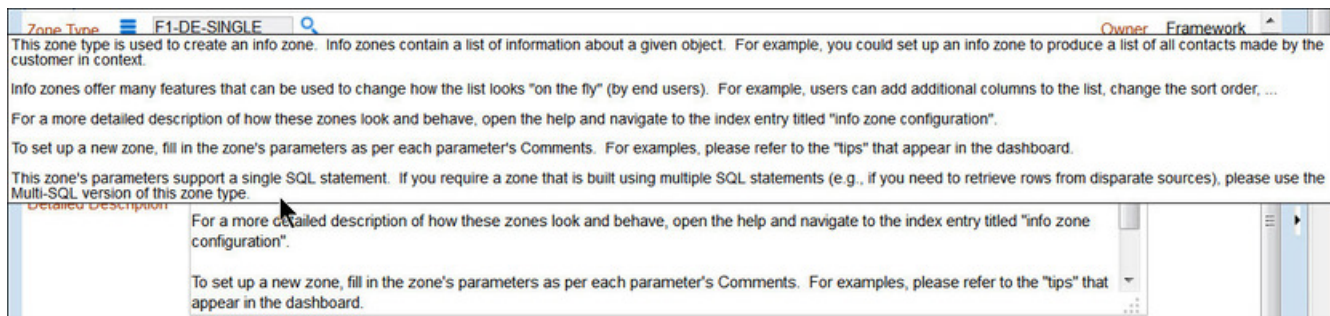 Zone Type F1-DE-SINGLE Owner Framework
This zone type is used to create an info zone. Info zones contain a list of information about a given object. For example, you could set up an info zone to produce a list of all contacts made by the
customer in context.
Info zones offer many features that can be used to change how the list looks "on the fly" (by end users). For example, users can add additional columns to the list, change the sort order, ...
For a more detailed description of how these zones look and behave, open the help and navigate to the index entry titled "info zone configuration".
To set up a new zone, fill in the zone's parameters as per each parameter's Comments. For examples, please refer to the "tips" that appear in the dashboard.
This zone's parameters support a single SQL statement. If you require a zone that is built using multiple SQL statements (e.g., if you need to retrieve rows from disparate sources), please use the
Multi-SQL version of this zone type.
Detailed Description
For a more detailed description of how these zones look and behave, open the help and navigate to the index entry titled "info zone
configuration".
To set up a new zone, fill in the zone's parameters as per each parameter's Comments. For examples, please refer to the "tips" that
appear in the dashboard.